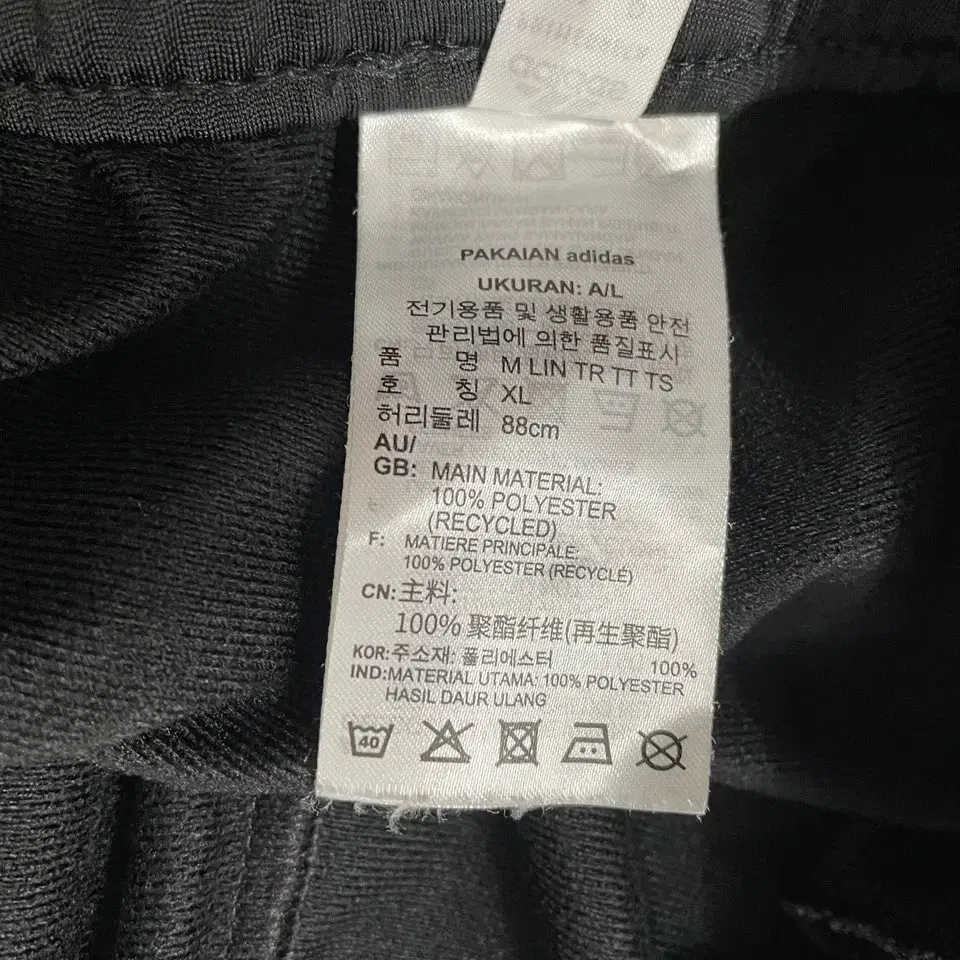 PAKAIAN adidas
UKURAN: A/L
전기용품 및 생활용품 안전
관리법에 의한 품질표시
품 명 M LIN TR TT TS
호 칭 XL
허리둘레 88cm
AU/
GB: MAIN MATERIAL:
100% POLYESTER
(RECYCLED)
F: MATIERE PRINCIPALE:
100% POLYESTER (RECYCLÉ)
CN: 主料:
100% 聚酯纤维(再生聚酯)
KOR:주소재: 폴리에스터 100%
IND:MATERIAL UTAMA: 100% POLYESTER
HASIL DAUR ULANG
40